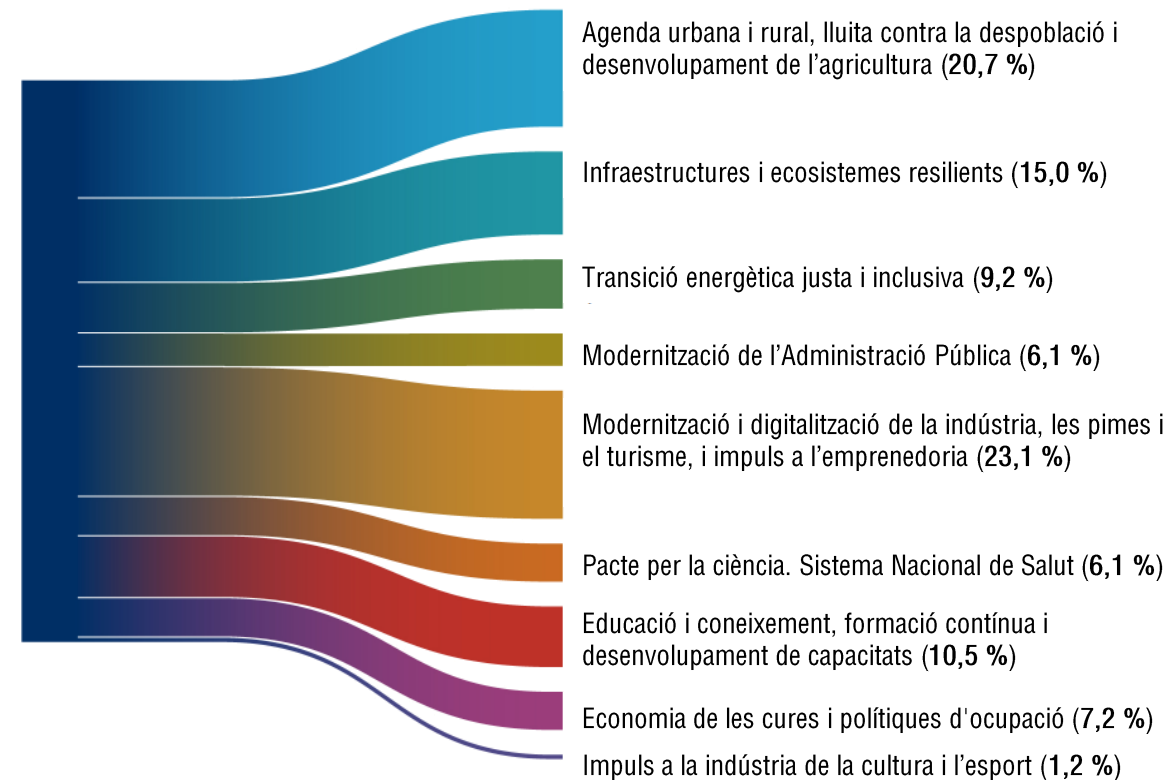 Agenda urbana i rural, lluita contra la despoblació i
desenvolupament de l’agricultura (20,7 %)
Infraestructures i ecosistemes resilients (15,0 %)
Transició energètica justa i inclusiva (9,2 %)
Modernització de l’Administració Pública (6,1 %)
Modernització i digitalització de la indústria, les pimes i
el turisme, i impuls a l’emprenedoria (23,1 %)
Pacte per la ciència. Sistema Nacional de Salut (6,1 %)
Educació i coneixement, formació contínua i
desenvolupament de capacitats (10,5 %)
Economia de les cures i polítiques d'ocupació (7,2 %)
Impuls a la indústria de la cultura i l’esport (1,2 %)